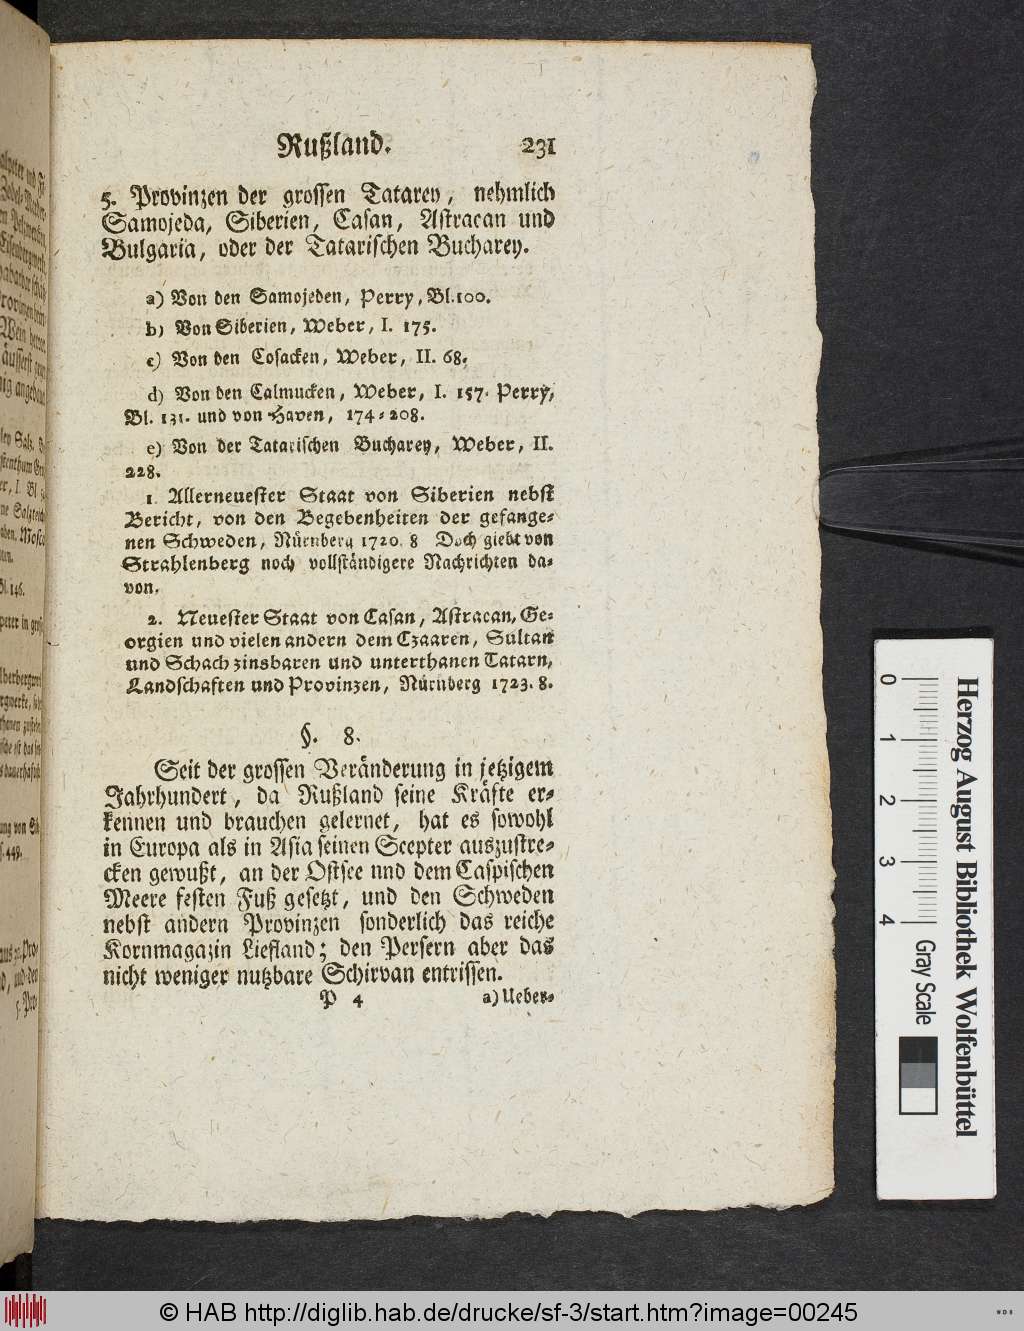 Rußland. 231
5. Provinzen der grossen Tatarey, nehmlich
Samojeda, Siberien, Casan, Astracan und
Bulgaria, oder der Tatarischen Bucharey.
a) Von den Samojeden, Perry, Bl. 100.
b) Von Siberien, Weber, I. 175.
c) Von den Cosacken, Weber, II. 68.
d) Von den Calmucken, Weber, I. 157. Perry,
Bl. 131. und von Haven, 174-208.
e) Von der Tatarischen Bucharey, Weber, II.
228.
1. Allerneuester Staat von Siberien nebst
Bericht, von den Begebenheiten der gefange-
nen Schweden, Nürnberg 1720. 8 Doch giebt von
Strahlenberg noch vollständigere Nachrichten da-
von.
2. Neuester Staat von Casan, Astracan, Ge-
orgien und vielen andern dem Czaaren, Sultan
und Schach zinsbaren und unterthanen Tatarn,
Landschaften und Provinzen, Nürnberg 1723. 8.
§. 8.
Seit der grossen Veränderung in jetzigem
Jahrhundert, da Rußland seine Kräfte er-
kennen und brauchen gelernet, hat es sowohl
in Europa als in Asia seinen Scepter auszustre-
cken gewußt, an der Ostsee nnd dem Caspischen
Meere festen Fuß gesetzt, und den Schweden
nebst andern Provinzen sonderlich das reiche
Kornmagazin Liefland; den Persern aber das
nicht weniger nutzbare Schirvan entrissen.
P 4 a) Ueber-
Herzog August Bibliothek Wolfenbüttel
0 1 2 3 4 Gray Scale
© HAB http://diglib.hab.de/drucke/sf-3/start.htm?image=00245